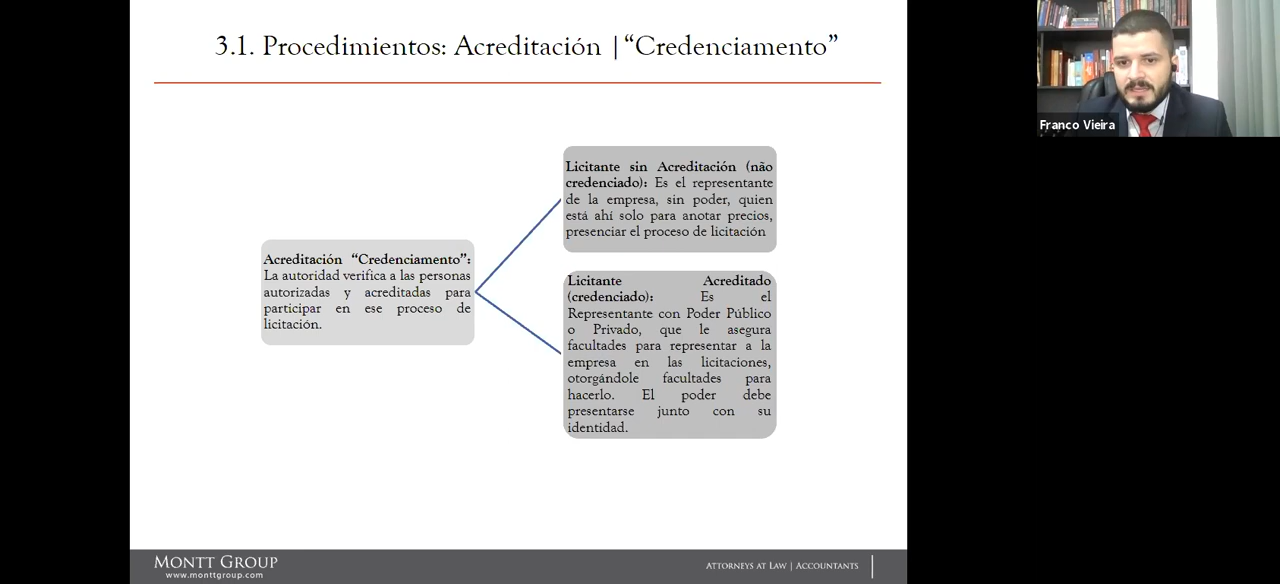 3.1. Procedimientos: Acreditación |“Credenciamento”
Franco Vieira
Acreditación “Credenciamento”:
La autoridad verifica a las personas
autorizadas y acreditadas para
participar en ese proceso de
licitación.
Licitante sin Acreditación (não
credenciado): Es el representante
de la empresa, sin poder, quien
está ahí solo para anotar precios,
presenciar el proceso de licitación
Licitante Acreditado
(credenciado): Es el
Representante con Poder Público
o Privado, que le asegura
facultades para representar a la
empresa en las licitaciones,
otorgándole facultades para
hacerlo. El poder debe
presentarse junto con su
identidad.
Montt Group
www.monttgroup.com
Attorneys at Law | Accountants